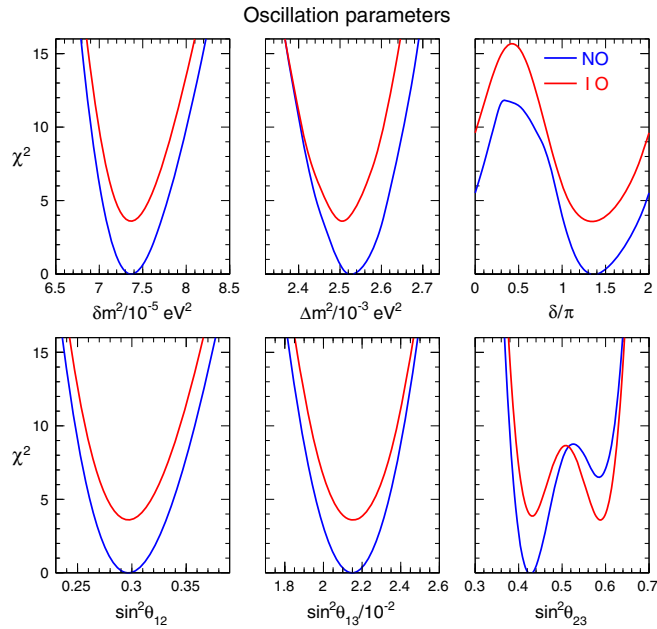 Oscillation parameters
χ²
15
10
5
0
6.5 7 7.5 8 8.5
δm²/10⁻⁵ eV²
2.4 2.5 2.6 2.7
Δm²/10⁻³ eV²
NO
I O
0 0.5 1 1.5 2
δ/π
χ²
15
10
5
0
0.25 0.30 0.35
sin²θ₁₂
1.8 2 2.2 2.4 2.6
sin²θ₁₃/10⁻²
0.3 0.4 0.5 0.6 0.7
sin²θ₂₃